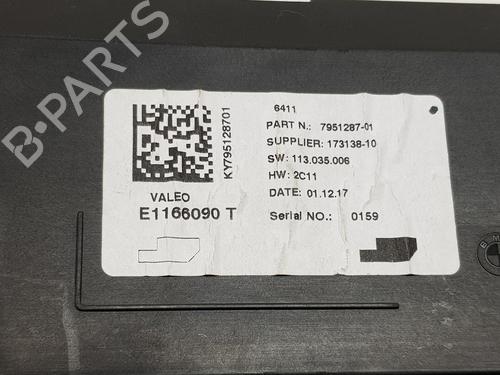 B-PARTS
KY795128701
VALEO
E1166090 T
6411
PART N.: 7951287-01
SUPPLIER: 173138-10
SW: 113.035.006
HW: 2C11
DATE: 01.12.17
Serial NO.: 0159
BMW